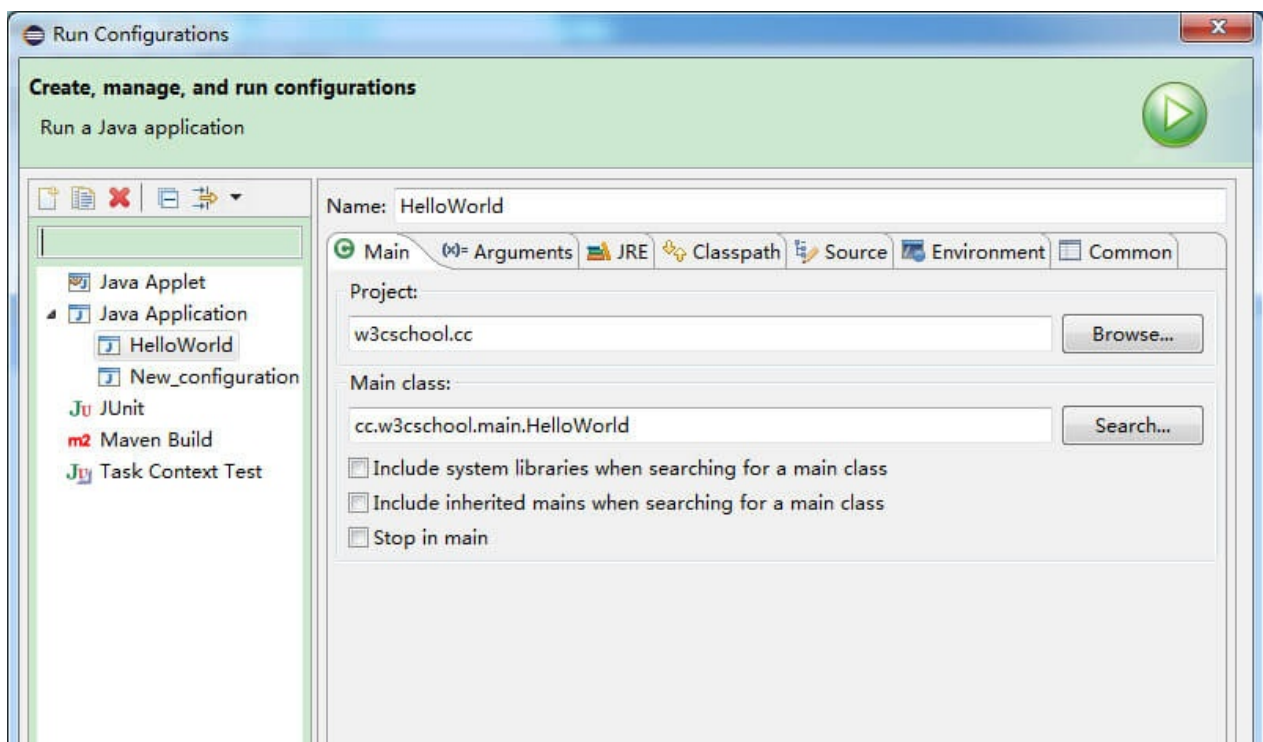 Run Configurations
Create, manage, and run configurations
Run a Java application
Name: HelloWorld
Main (x)= Arguments JRE Classpath Source Environment Common
Java Applet
Java Application
HelloWorld
New_configuration
JUnit
m2 Maven Build
Task Context Test
Project:
w3cschool.cc
Browse...
Main class:
cc.w3cschool.main.HelloWorld
Search...
Include system libraries when searching for a main class
Include inherited mains when searching for a main class
Stop in main